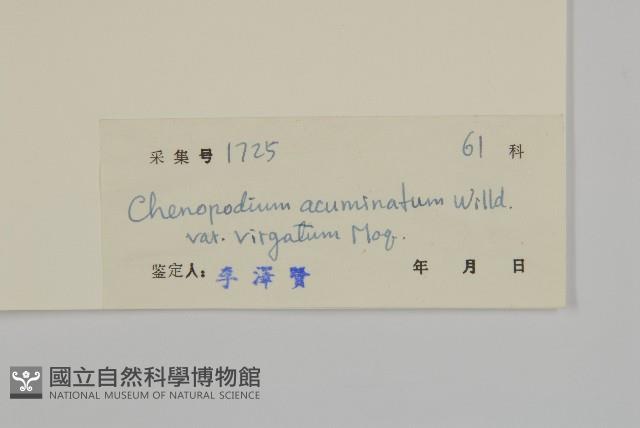 采集号 1725 61 科
Chenopodium acuminatum Willd.
var. virgatum Moq.
鉴定人: 李澤賢 年 月 日
國立自然科學博物館
NATIONAL MUSEUM OF NATURAL SCIENCE